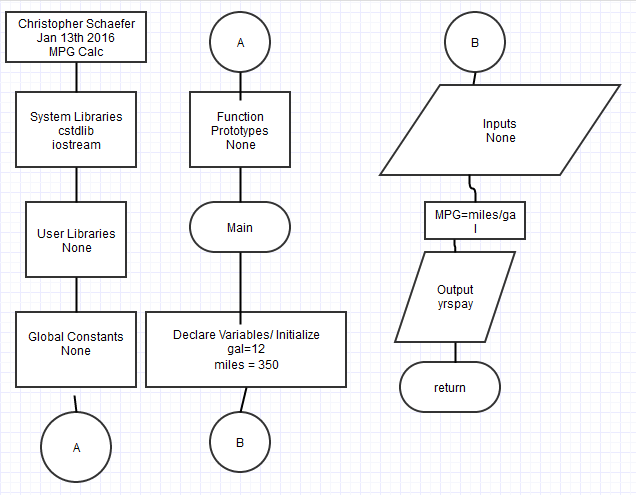 Christopher Schaefer
Jan 13th 2016
MPG Calc
System Libraries
cstdlib
iostream
User Libraries
None
Global Constants
None
A
A
Function
Prototypes
None
Main
Declare Variables/ Initialize
gal=12
miles = 350
B
B
Inputs
None
MPG=miles/ga
l
Output
yrspay
return